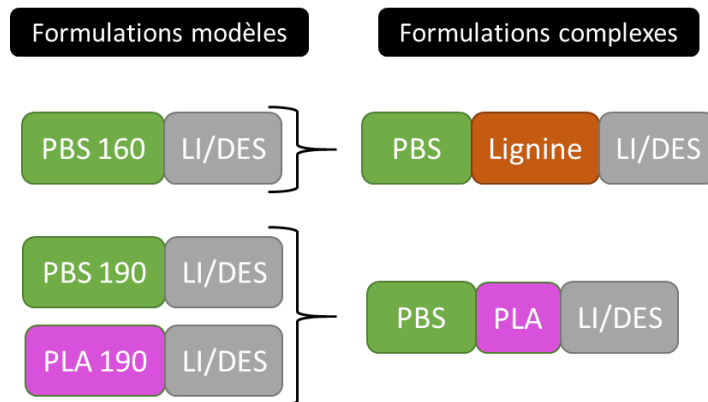 Formulations modèles
Formulations complexes
PBS 160 LI/DES
PBS Lignine LI/DES
PBS 190 LI/DES
PLA 190 LI/DES
PBS PLA LI/DES